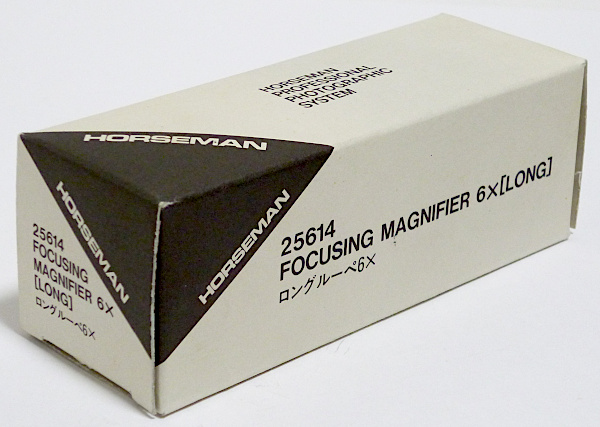 HORSEMAN
PROFESSIONAL
PHOTOGRAPHIC
SYSTEM
HORSEMAN
HORSEMAN
25614
FOCUSING
MAGNIFIER 6×
[LONG]
ロングルーペ6×
HORSEMAN
25614
FOCUSING MAGNIFIER 6×[LONG]
ロングルーペ6×